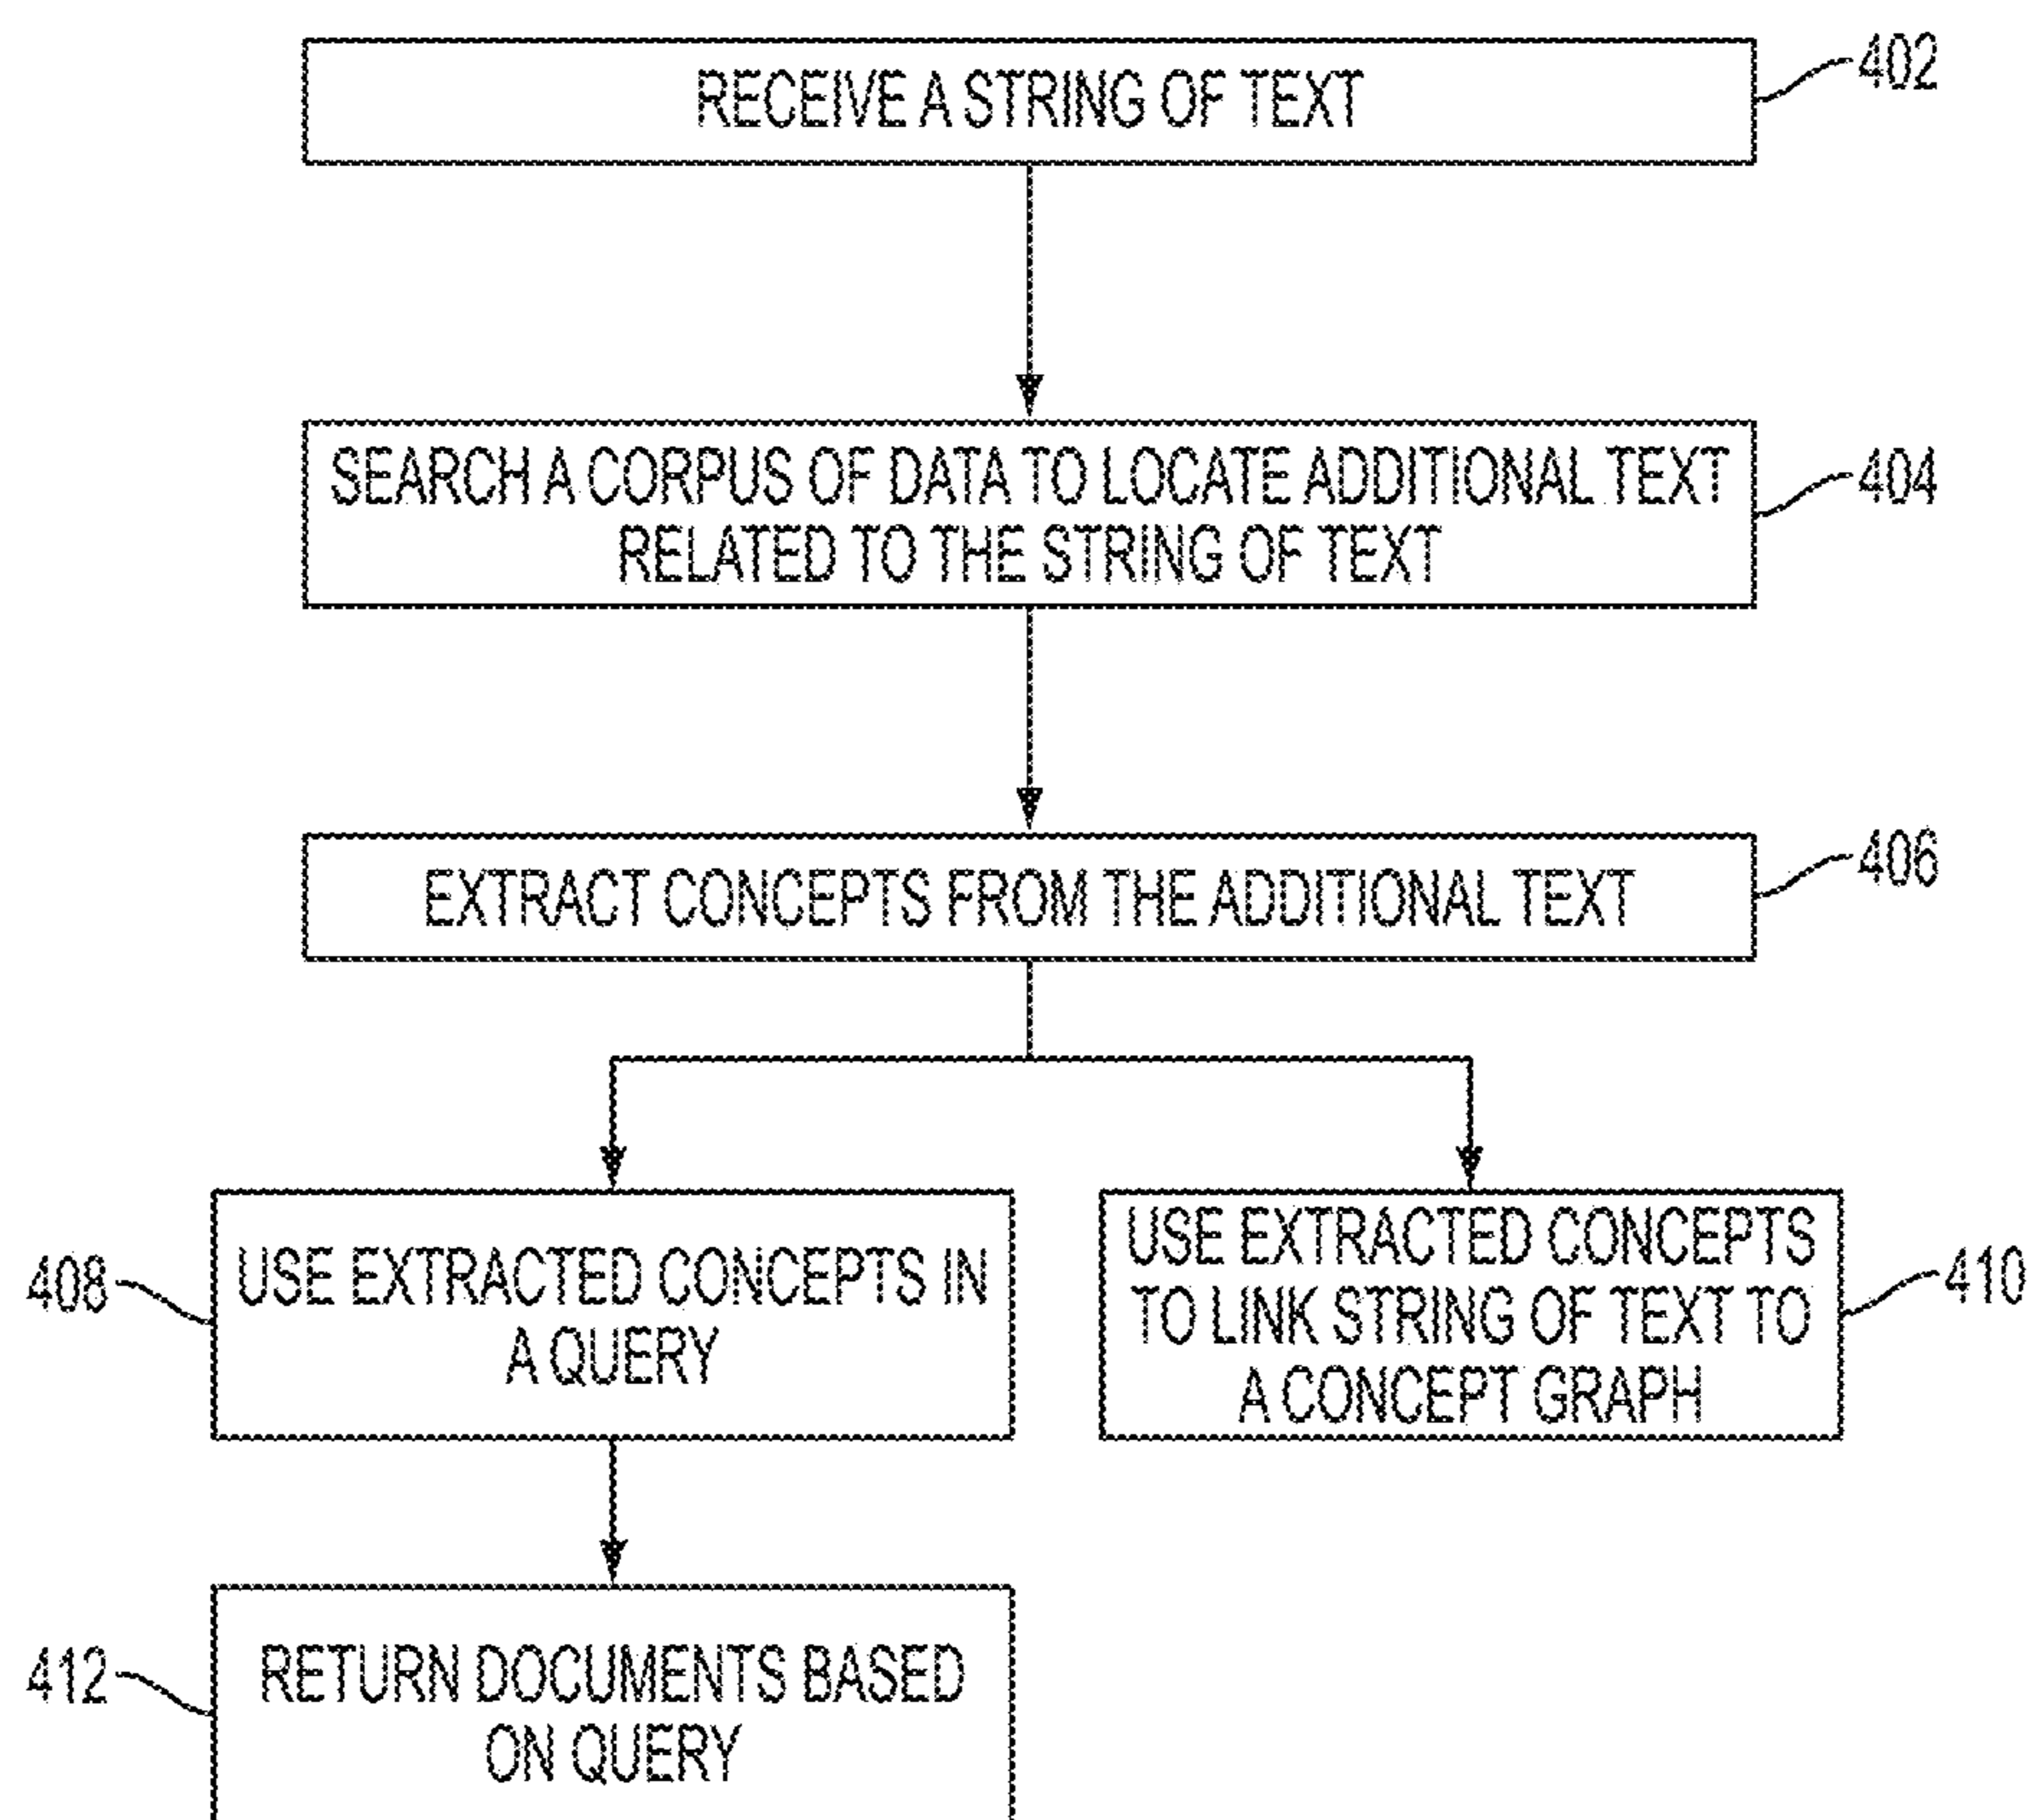 RECEIVE A STRING OF TEXT
402
SEARCH A CORPUS OF DATA TO LOCATE ADDITIONAL TEXT
RELATED TO THE STRING OF TEXT
404
EXTRACT CONCEPTS FROM THE ADDITIONAL TEXT
406
408
USE EXTRACTED CONCEPTS IN
A QUERY
USE EXTRACTED CONCEPTS
TO LINK STRING OF TEXT TO
A CONCEPT GRAPH
410
412
RETURN DOCUMENTS BASED
ON QUERY